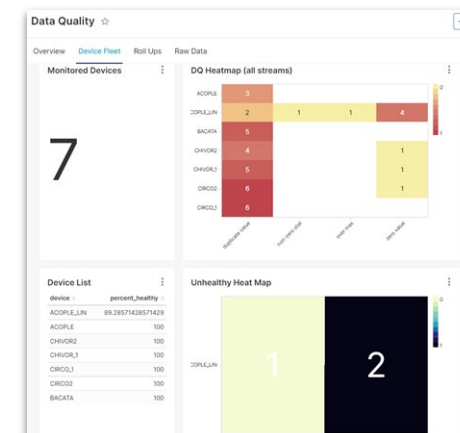 Data Quality
Overview Device Fleet Roll Ups Raw Data
Monitored Devices
7
DQ Heatmap (all streams)
ACOPLE 3
COPLE_LIN 2 1 1 4
BACATA 5
CHIVOR2 4 1
CHIVOR_1 5 1
CIRCO2 6 1
CIRCO_1 6
duplicate value non-zero stat over max zero value
Device List
device percent_healthy
ACOPLE_LIN 89.28571428571429
ACOPLE 100
CHIVOR2 100
CHIVOR_1 100
CIRCO_1 100
CIRCO2 100
BACATA 100
Unhealthy Heat Map
COPLE_LIN 1 2